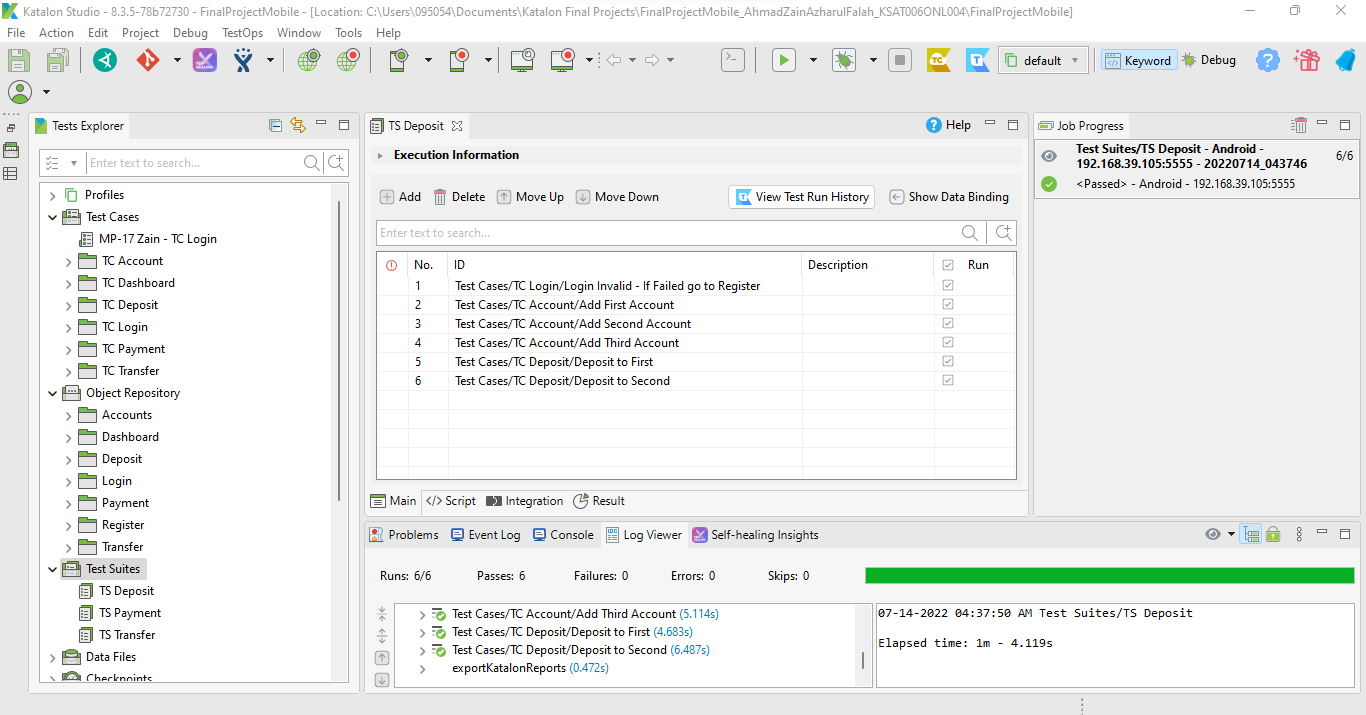 Katalon Studio - 8.3.5-78b72730 - FinalProjectMobile - [Location: C:\Users\095054\Documents\Katalon Final Projects\FinalProjectMobile_AhmadZainAzharulFalah_KSAT006ONL004\FinalProjectMobile]
File Action Edit Project Debug TestOps Window Tools Help
default Keyword Debug
Tests Explorer
Enter text to search...
Profiles
Test Cases
MP-17 Zain - TC Login
TC Account
TC Dashboard
TC Deposit
TC Login
TC Payment
TC Transfer
Object Repository
Accounts
Dashboard
Deposit
Login
Payment
Register
Transfer
Test Suites
TS Deposit
TS Payment
TS Transfer
Data Files
Checkpoints
TS Deposit Help
Execution Information
Add Delete Move Up Move Down View Test Run History Show Data Binding
Enter text to search...
No. ID Description Run
1 Test Cases/TC Login/Login Invalid - If Failed go to Register
2 Test Cases/TC Account/Add First Account
3 Test Cases/TC Account/Add Second Account
4 Test Cases/TC Account/Add Third Account
5 Test Cases/TC Deposit/Deposit to First
6 Test Cases/TC Deposit/Deposit to Second
Main </> Script Integration Result
Job Progress
Test Suites/TS Deposit - Android - 
192.168.39.105:5555 - 20220714_043746 6/6
<Passed> - Android - 192.168.39.105:5555
Problems Event Log Console Log Viewer Self-healing Insights
Runs: 6/6 Passes: 6 Failures: 0 Errors: 0 Skips: 0
Test Cases/TC Account/Add Third Account (5.114s)
Test Cases/TC Deposit/Deposit to First (4.683s)
Test Cases/TC Deposit/Deposit to Second (6.487s)
exportKatalonReports (0.472s)
07-14-2022 04:37:50 AM Test Suites/TS Deposit
Elapsed time: 1m - 4.119s